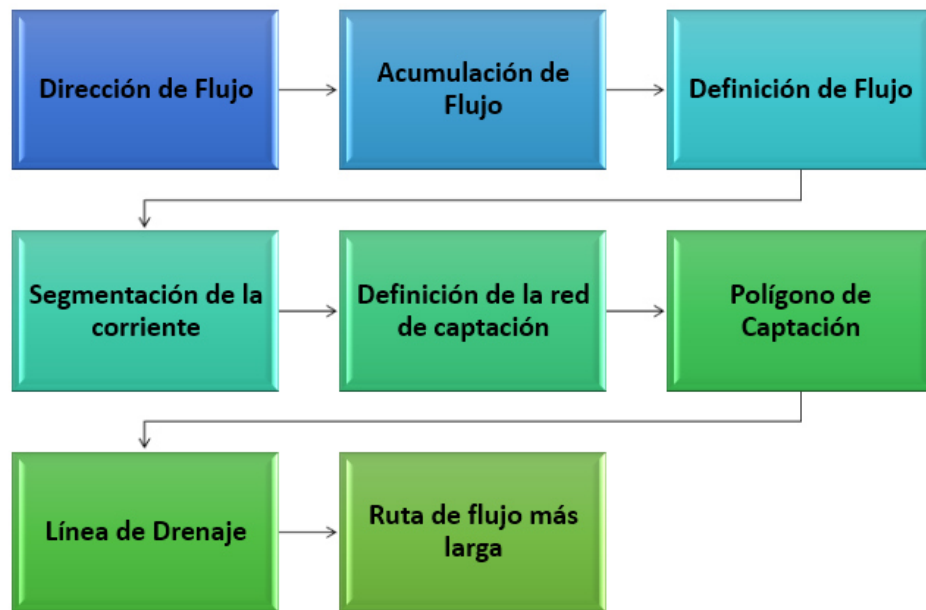 Dirección de Flujo
Acumulación de
Flujo
Definición de Flujo
Segmentación de la
corriente
Definición de la red
de captación
Polígono de
Captación
Línea de Drenaje
Ruta de flujo más
larga